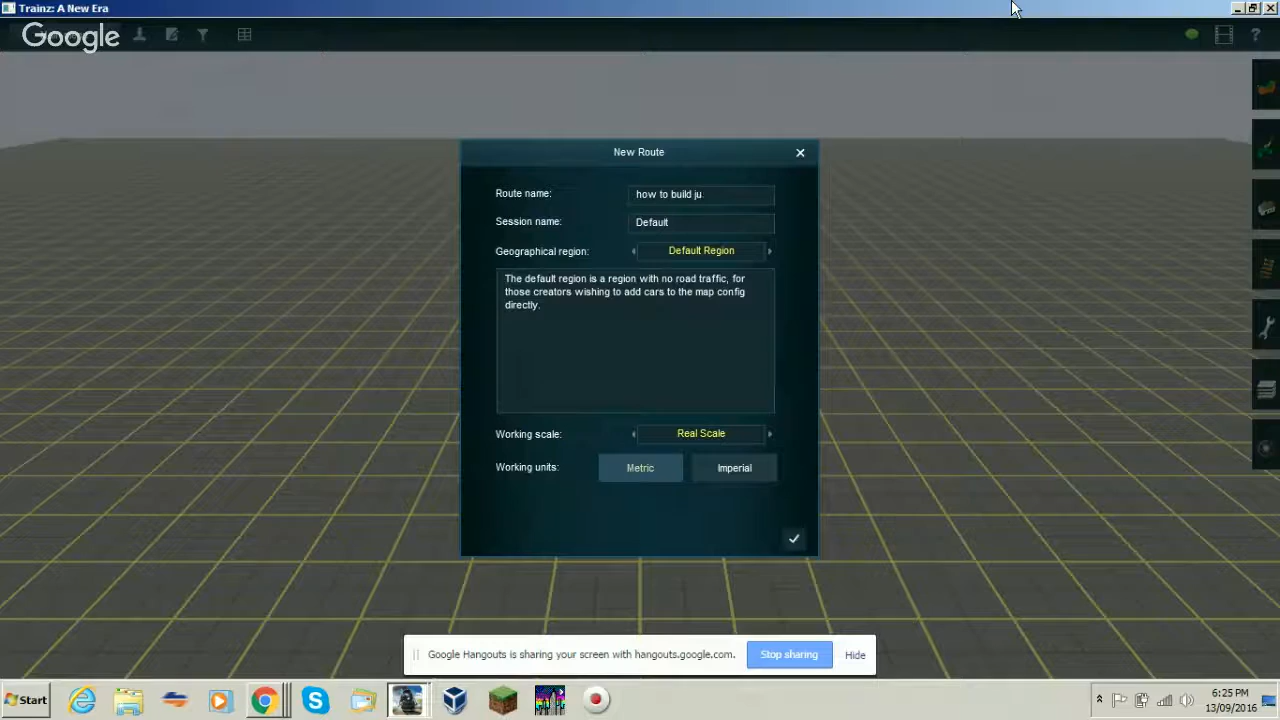 Trainz: A New Era
Google
New Route
Route name:
how to build ju
Session name:
Default
Geographical region:
Default Region
The default region is a region with no road traffic, for
those creators wishing to add cars to the map config
directly.
Working scale:
Real Scale
Working units:
Metric
Imperial
Google Hangouts is sharing your screen with hangouts.google.com.
Stop sharing
Hide
Start
6:25 PM
13/09/2016